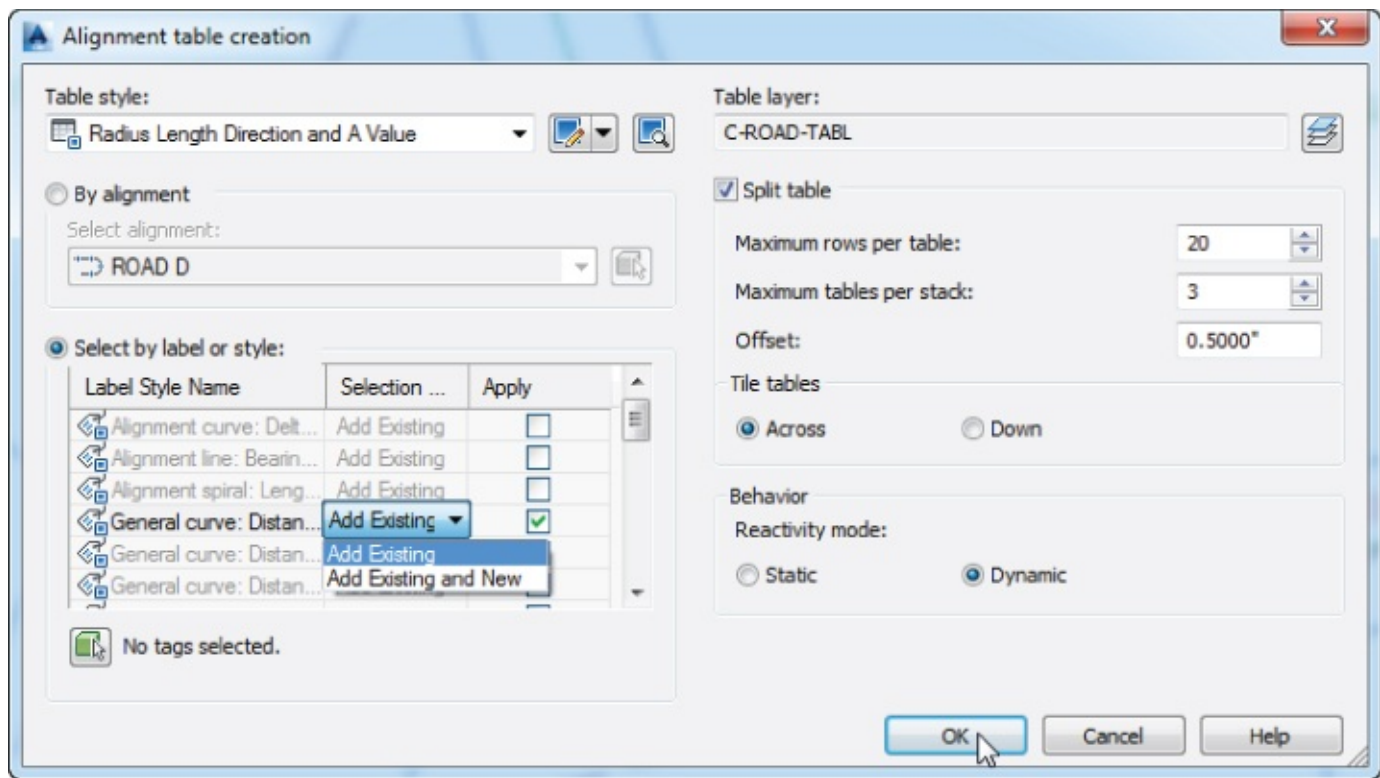 Alignment table creation
Table style:
Radius Length Direction and A Value
By alignment
Select alignment:
ROAD D
Select by label or style:
Label Style Name Selection ... Apply
Alignment curve: Delt... Add Existing
Alignment line: Bearin... Add Existing
Alignment spiral: Leng... Add Existing
General curve: Distan... Add Existing
General curve: Distan... Add Existing
General curve: Distan... Add Existing and New
No tags selected.
Table layer:
C-ROAD-TABL
Split table
Maximum rows per table: 20
Maximum tables per stack: 3
Offset: 0.5000"
Tile tables
Across Down
Behavior
Reactivity mode:
Static Dynamic
OK Cancel Help